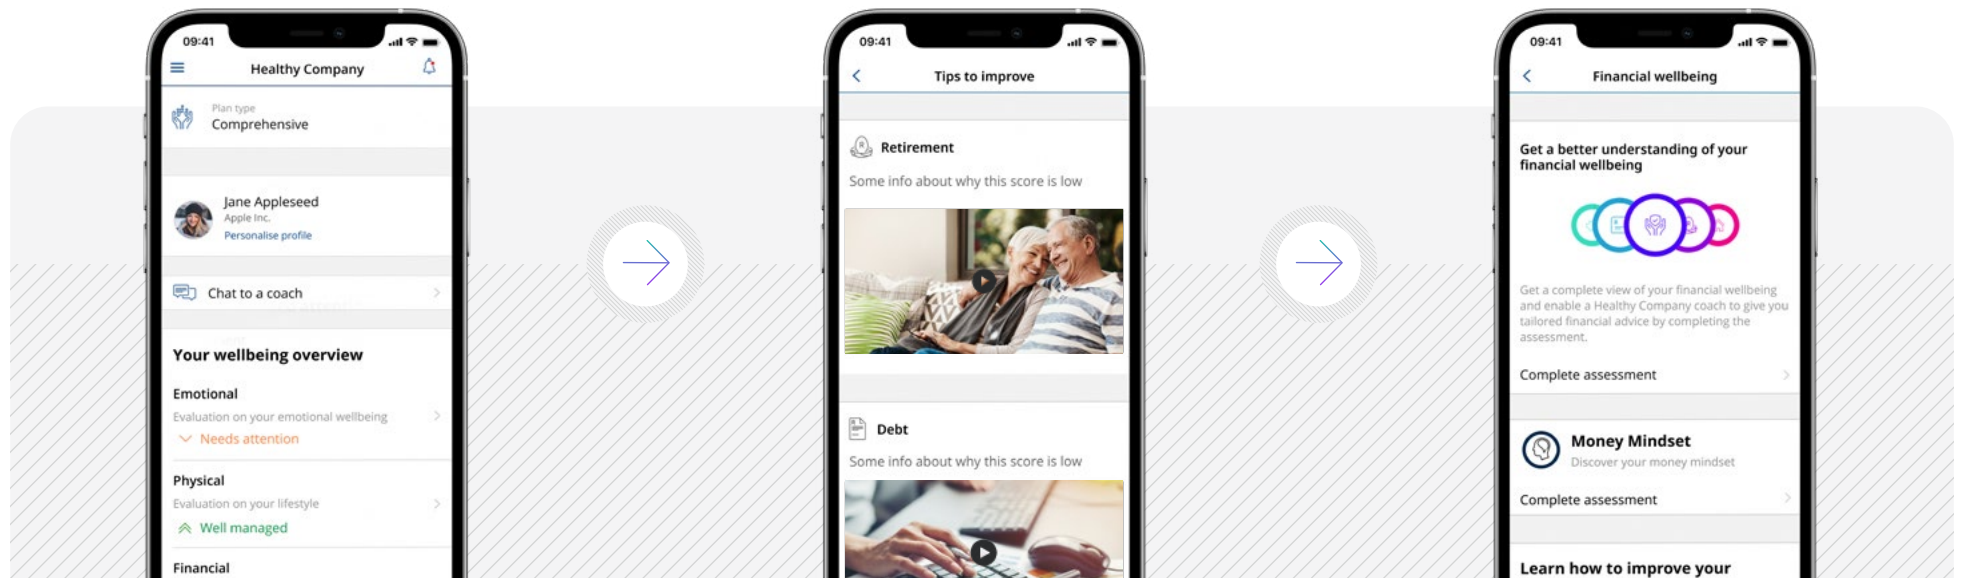 09:41
Healthy Company
Plan type
Comprehensive
Jane Appleseed
Apple Inc.
Personalise profile
Chat to a coach
Your wellbeing overview
Emotional
Evaluation on your emotional wellbeing
Needs attention
Physical
Evaluation on your lifestyle
Well managed
Financial
09:41
Tips to improve
Retirement
Some info about why this score is low
Debt
Some info about why this score is low
09:41
Financial wellbeing
Get a better understanding of your
financial wellbeing
Get a complete view of your financial wellbeing
and enable a Healthy Company coach to give you
tailored financial advice by completing the
assessment.
Complete assessment
Money Mindset
Discover your money mindset
Complete assessment
Learn how to improve your